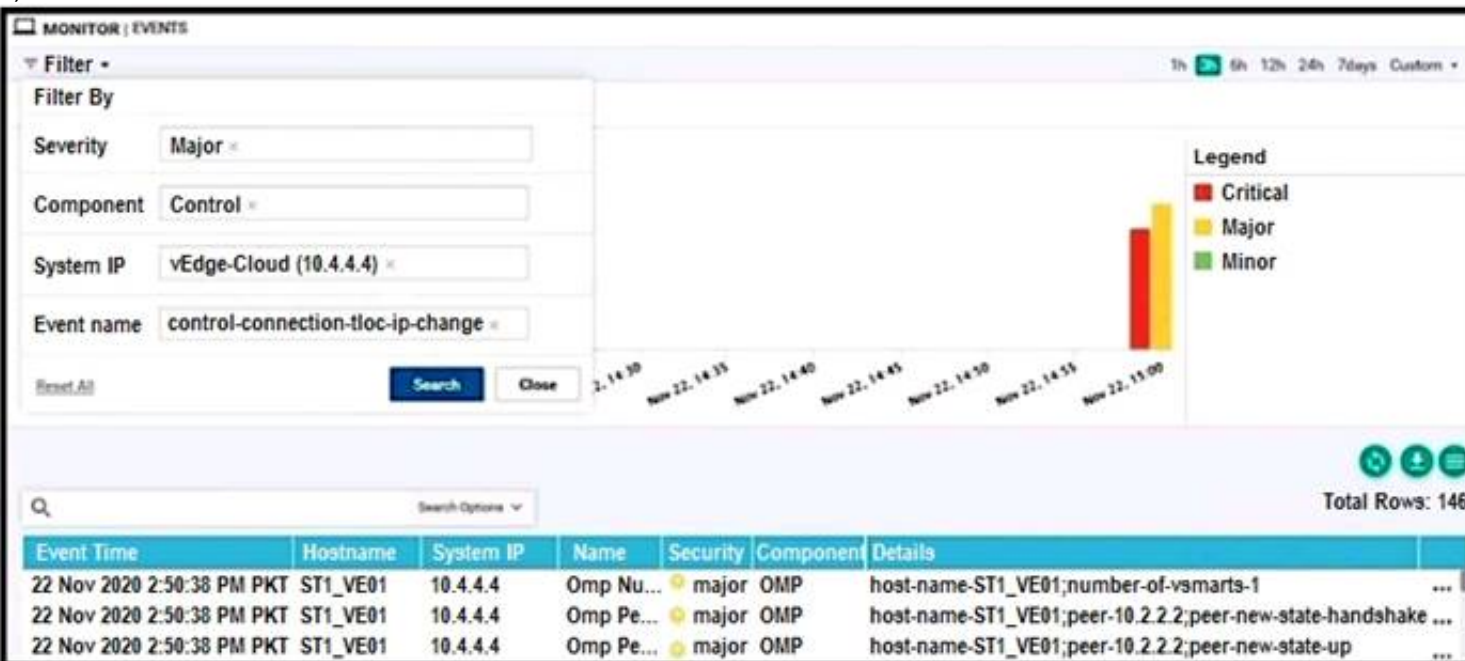 MONITOR | EVENTS
Filter
1h 3h 6h 12h 24h 7days Custom
Filter By
Severity Major ×
Component Control ×
System IP vEdge-Cloud (10.4.4.4) ×
Event name control-connection-tloc-ip-change ×
Reset All Search Close
Legend
Critical
Major
Minor
2, 14:30 Nov 22, 14:35 Nov 22, 14:40 Nov 22, 14:45 Nov 22, 14:50 Nov 22, 14:55 Nov 22, 15:00
Search Options
Total Rows: 146
Event Time Hostname System IP Name Security Component Details
22 Nov 2020 2:50:38 PM PKT ST1_VE01 10.4.4.4 Omp Nu... major OMP host-name-ST1_VE01;number-of-vsmarts-1 ...
22 Nov 2020 2:50:38 PM PKT ST1_VE01 10.4.4.4 Omp Pe... major OMP host-name-ST1_VE01;peer-10.2.2.2;peer-new-state-handshake ...
22 Nov 2020 2:50:38 PM PKT ST1_VE01 10.4.4.4 Omp Pe... major OMP host-name-ST1_VE01;peer-10.2.2.2;peer-new-state-up ...